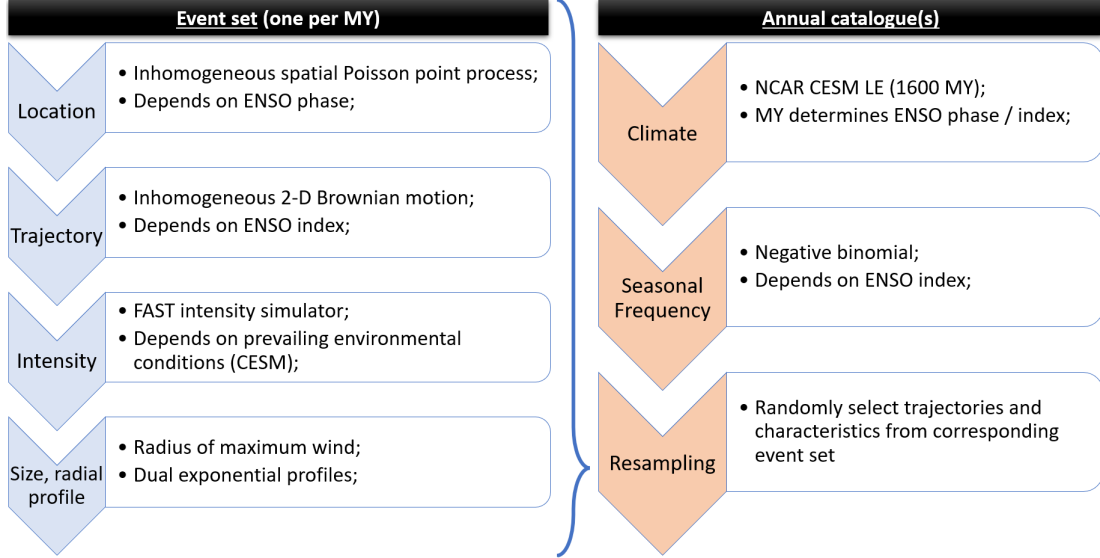 Event set (one per MY)
Location
• Inhomogeneous spatial Poisson point process;
• Depends on ENSO phase;
Trajectory
• Inhomogeneous 2-D Brownian motion;
• Depends on ENSO index;
Intensity
• FAST intensity simulator;
• Depends on prevailing environmental
conditions (CESM);
Size, radial
profile
• Radius of maximum wind;
• Dual exponential profiles;
Annual catalogue(s)
Climate
• NCAR CESM LE (1600 MY);
• MY determines ENSO phase / index;
Seasonal
Frequency
• Negative binomial;
• Depends on ENSO index;
Resampling
• Randomly select trajectories and
characteristics from corresponding
event set